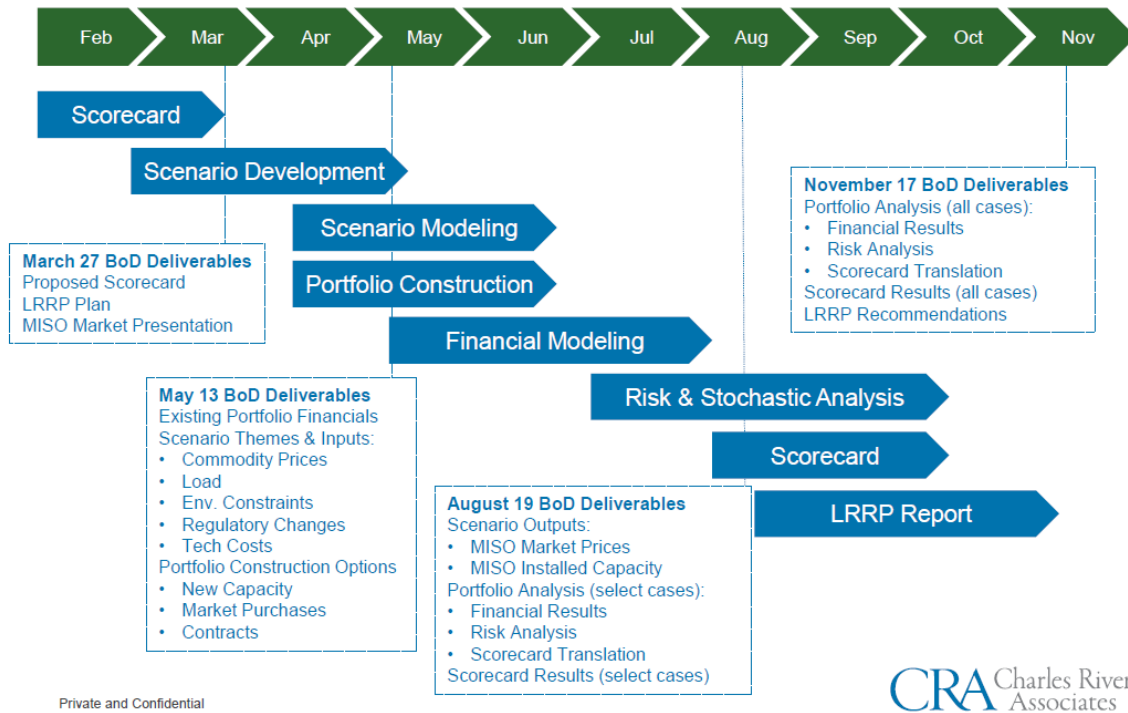 Feb Mar Apr May Jun Jul Aug Sep Oct Nov
Scorecard
Scenario Development
Scenario Modeling
Portfolio Construction
Financial Modeling
Risk & Stochastic Analysis
Scorecard
LRRP Report
March 27 BoD Deliverables
Proposed Scorecard
LRRP Plan
MISO Market Presentation
May 13 BoD Deliverables
Existing Portfolio Financials
Scenario Themes & Inputs:
• Commodity Prices
• Load
• Env. Constraints
• Regulatory Changes
• Tech Costs
Portfolio Construction Options
• New Capacity
• Market Purchases
• Contracts
August 19 BoD Deliverables
Scenario Outputs:
• MISO Market Prices
• MISO Installed Capacity
Portfolio Analysis (select cases):
• Financial Results
• Risk Analysis
• Scorecard Translation
Scorecard Results (select cases)
November 17 BoD Deliverables
Portfolio Analysis (all cases):
• Financial Results
• Risk Analysis
• Scorecard Translation
Scorecard Results (all cases)
LRRP Recommendations
Private and Confidential
CRA Charles River
Associates